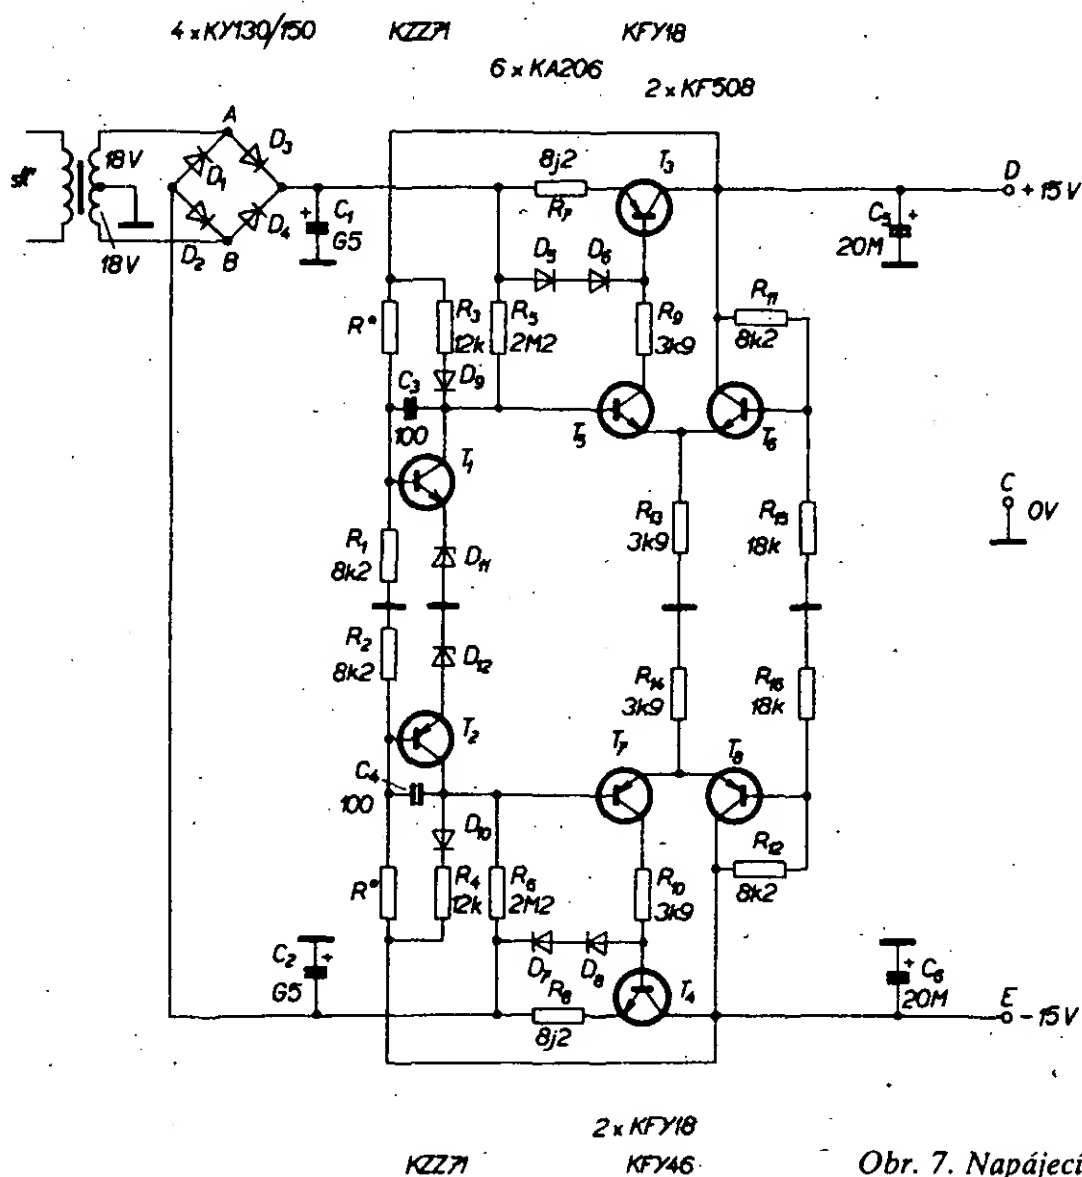 4 x KY130/150 KZZ71 KFY18
6 x KA206
2 x KF508
A
D3
18V
D1
síť
D2
D4
B
18V
C1
G5
8j2
R7
T3
D
+15V
C5
20M
D5 D6
R11
8k2
R*
R3
12k
R5
2M2
R9
3k9
C3
100
D9
T5
T6
T1
R13
3k9
R15
18k
C
0V
R1
8k2
D11
R2
8k2
D12
R14
3k9
R16
18k
T2
T7
T8
C4
100
D10
R12
8k2
R*
R4
12k
R6
2M2
R10
3k9
C2
G5
D7 D8
R8
8j2
T4
C6
20M
E
-15V
2 x KFY18
KZZ71 KFY46
Obr. 7. Napájecí